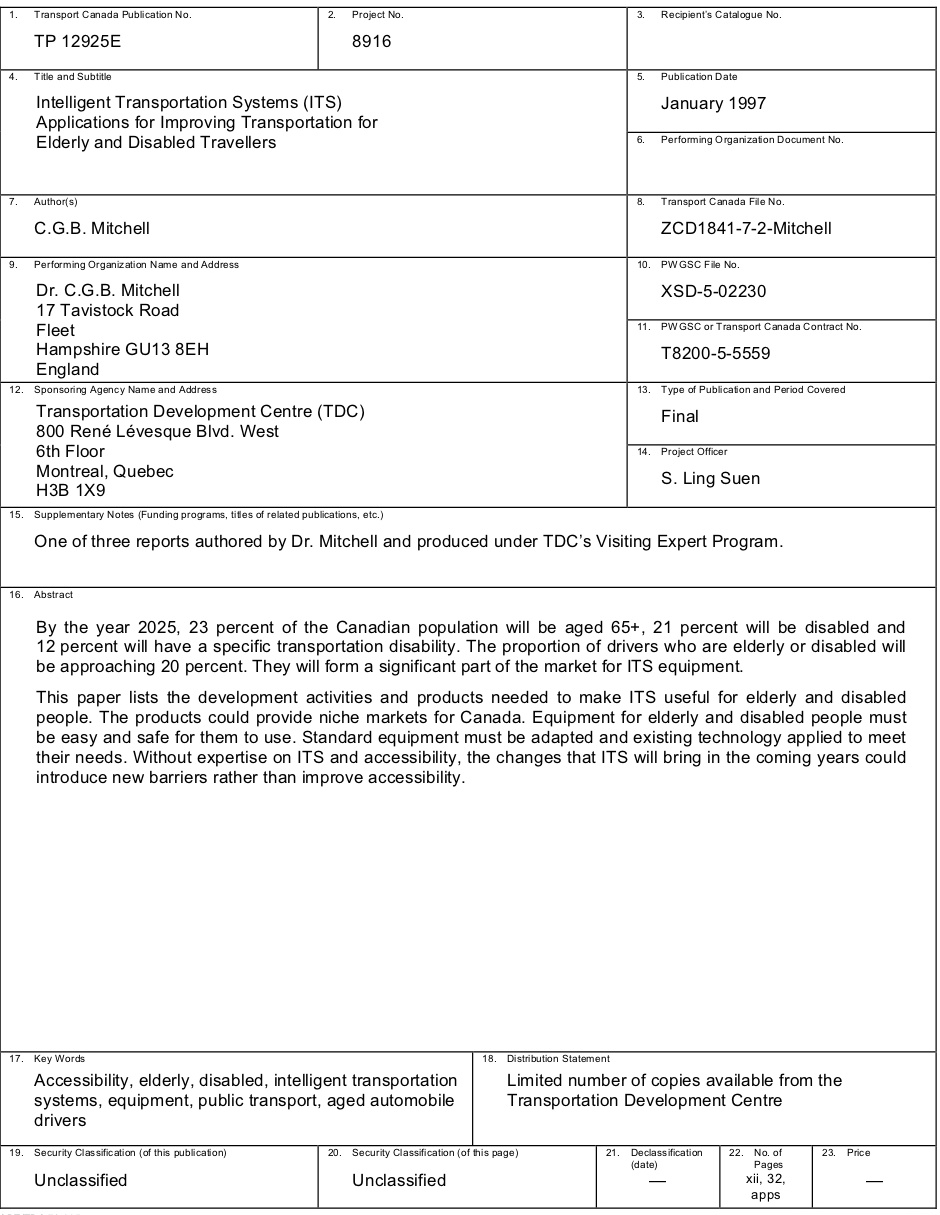 1. Transport Canada Publication No.
TP 12925E
2. Project No.
8916
3. Recipient's Catalogue No.
4. Title and Subtitle
Intelligent Transportation Systems (ITS)
Applications for Improving Transportation for
Elderly and Disabled Travellers
5. Publication Date
January 1997
6. Performing Organization Document No.
7. Author(s)
C.G.B. Mitchell
8. Transport Canada File No.
ZCD1841-7-2-Mitchell
9. Performing Organization Name and Address
Dr. C.G.B. Mitchell
17 Tavistock Road
Fleet
Hampshire GU13 8EH
England
10. PWGSC File No.
XSD-5-02230
11. PWGSC or Transport Canada Contract No.
T8200-5-5559
12. Sponsoring Agency Name and Address
Transportation Development Centre (TDC)
800 René Lévesque Blvd. West
6th Floor
Montreal, Quebec
H3B 1X9
13. Type of Publication and Period Covered
Final
14. Project Officer
S. Ling Suen
15. Supplementary Notes (Funding programs, titles of related publications, etc.)
One of three reports authored by Dr. Mitchell and produced under TDC's Visiting Expert Program.
16. Abstract
By the year 2025, 23 percent of the Canadian population will be aged 65+, 21 percent will be disabled and
12 percent will have a specific transportation disability. The proportion of drivers who are elderly or disabled will
be approaching 20 percent. They will form a significant part of the market for ITS equipment.
This paper lists the development activities and products needed to make ITS useful for elderly and disabled
people. The products could provide niche markets for Canada. Equipment for elderly and disabled people must
be easy and safe for them to use. Standard equipment must be adapted and existing technology applied to meet
their needs. Without expertise on ITS and accessibility, the changes that ITS will bring in the coming years could
introduce new barriers rather than improve accessibility.
17. Key Words
Accessibility, elderly, disabled, intelligent transportation
systems, equipment, public transport, aged automobile
drivers
18. Distribution Statement
Limited number of copies available from the
Transportation Development Centre
19. Security Classification (of this publication)
Unclassified
20. Security Classification (of this page)
Unclassified
21. Declassification
(date)
—
22. No. of
Pages
xii, 32,
apps
23. Price
—